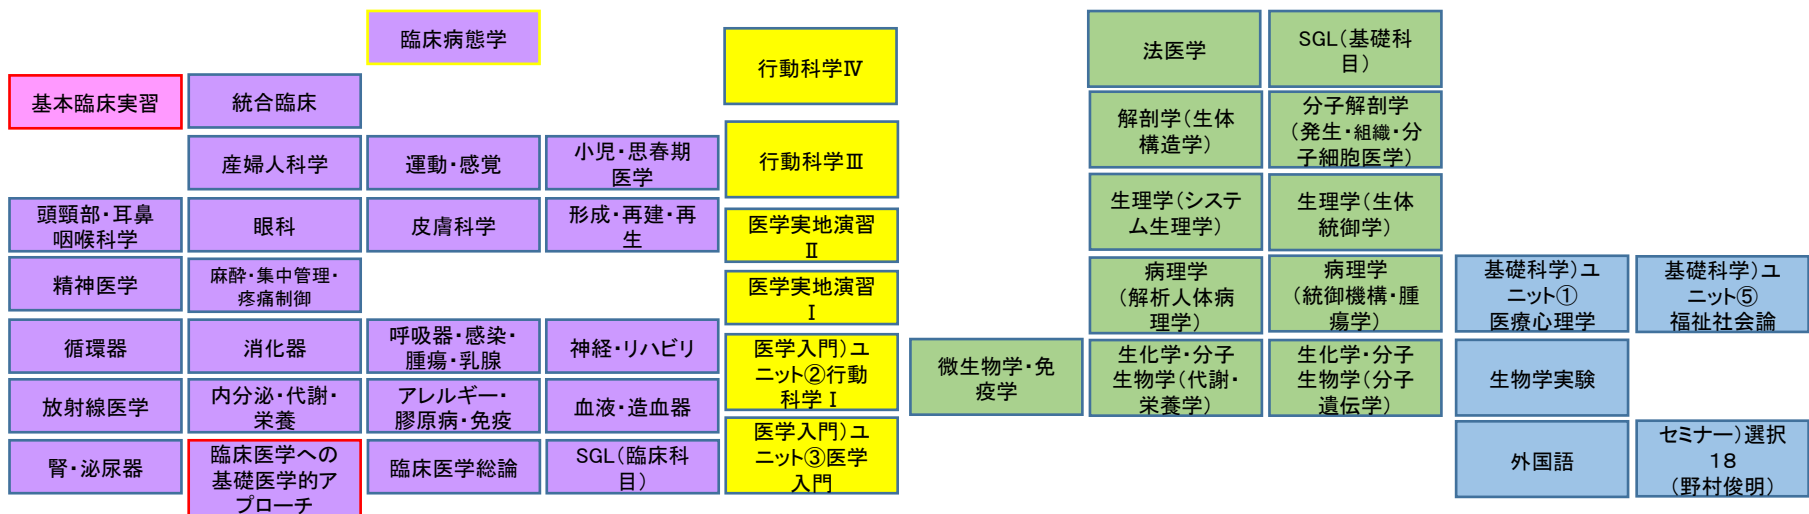 臨床病態学
行動科学Ⅳ
法医学
SGL(基礎科
目)
基本臨床実習
統合臨床
解剖学(生体
構造学)
分子解剖学
(発生・組織・分
子細胞医学)
産婦人科学
運動・感覚
小児・思春期
医学
行動科学Ⅲ
頭頸部・耳鼻
咽喉科学
眼科
皮膚科学
形成・再建・再
生
医学実地演習
Ⅱ
生理学(システ
ム生理学)
生理学(生体
統御学)
精神医学
麻酔・集中管理・
疼痛制御
医学実地演習
Ⅰ
病理学
(解析人体病
理学)
病理学
(統御機構・腫
瘍学)
基礎科学)ユ
ニット①
医療心理学
基礎科学)ユ
ニット⑤
福祉社会論
循環器
消化器
呼吸器・感染・
腫瘍・乳腺
神経・リハビリ
医学入門)ユ
ニット②行動
科学Ⅰ
微生物学・免
疫学
生化学・分子
生物学(代謝・
栄養学)
生化学・分子
生物学(分子
遺伝学)
生物学実験
放射線医学
内分泌・代謝・
栄養
アレルギー・
膠原病・免疫
血液・造血器
腎・泌尿器
臨床医学への
基礎医学的ア
プローチ
臨床医学総論
SGL(臨床科
目)
医学入門)ユ
ニット③医学
入門
外国語
セミナー)選択
18
(野村俊明)